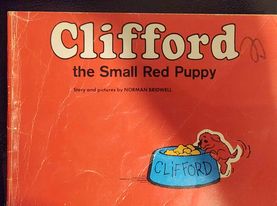 Clifford
the Small Red Puppy
Story and pictures by NORMAN BRIDWELL
CLIFFORD